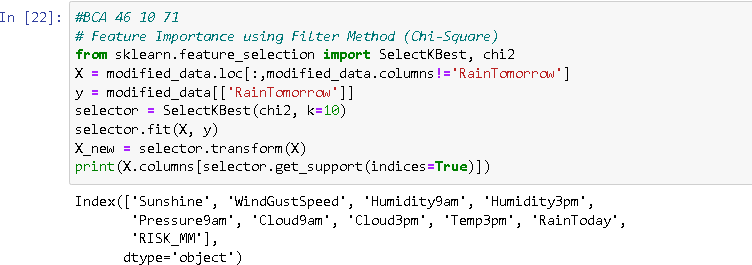 In [22]:
#BCA 46 10 71
# Feature Importance using Filter Method (Chi-Square)
from sklearn.feature_selection import SelectKBest, chi2
X = modified_data.loc[:,modified_data.columns!='RainTomorrow']
y = modified_data[['RainTomorrow']]
selector = SelectKBest(chi2, k=10)
selector.fit(X, y)
X_new = selector.transform(X)
print(X.columns[selector.get_support(indices=True)])
Index(['Sunshine', 'WindGustSpeed', 'Humidity9am', 'Humidity3pm',
'Pressure9am', 'Cloud9am', 'Cloud3pm', 'Temp3pm', 'RainToday',
'RISK_MM'],
dtype='object')